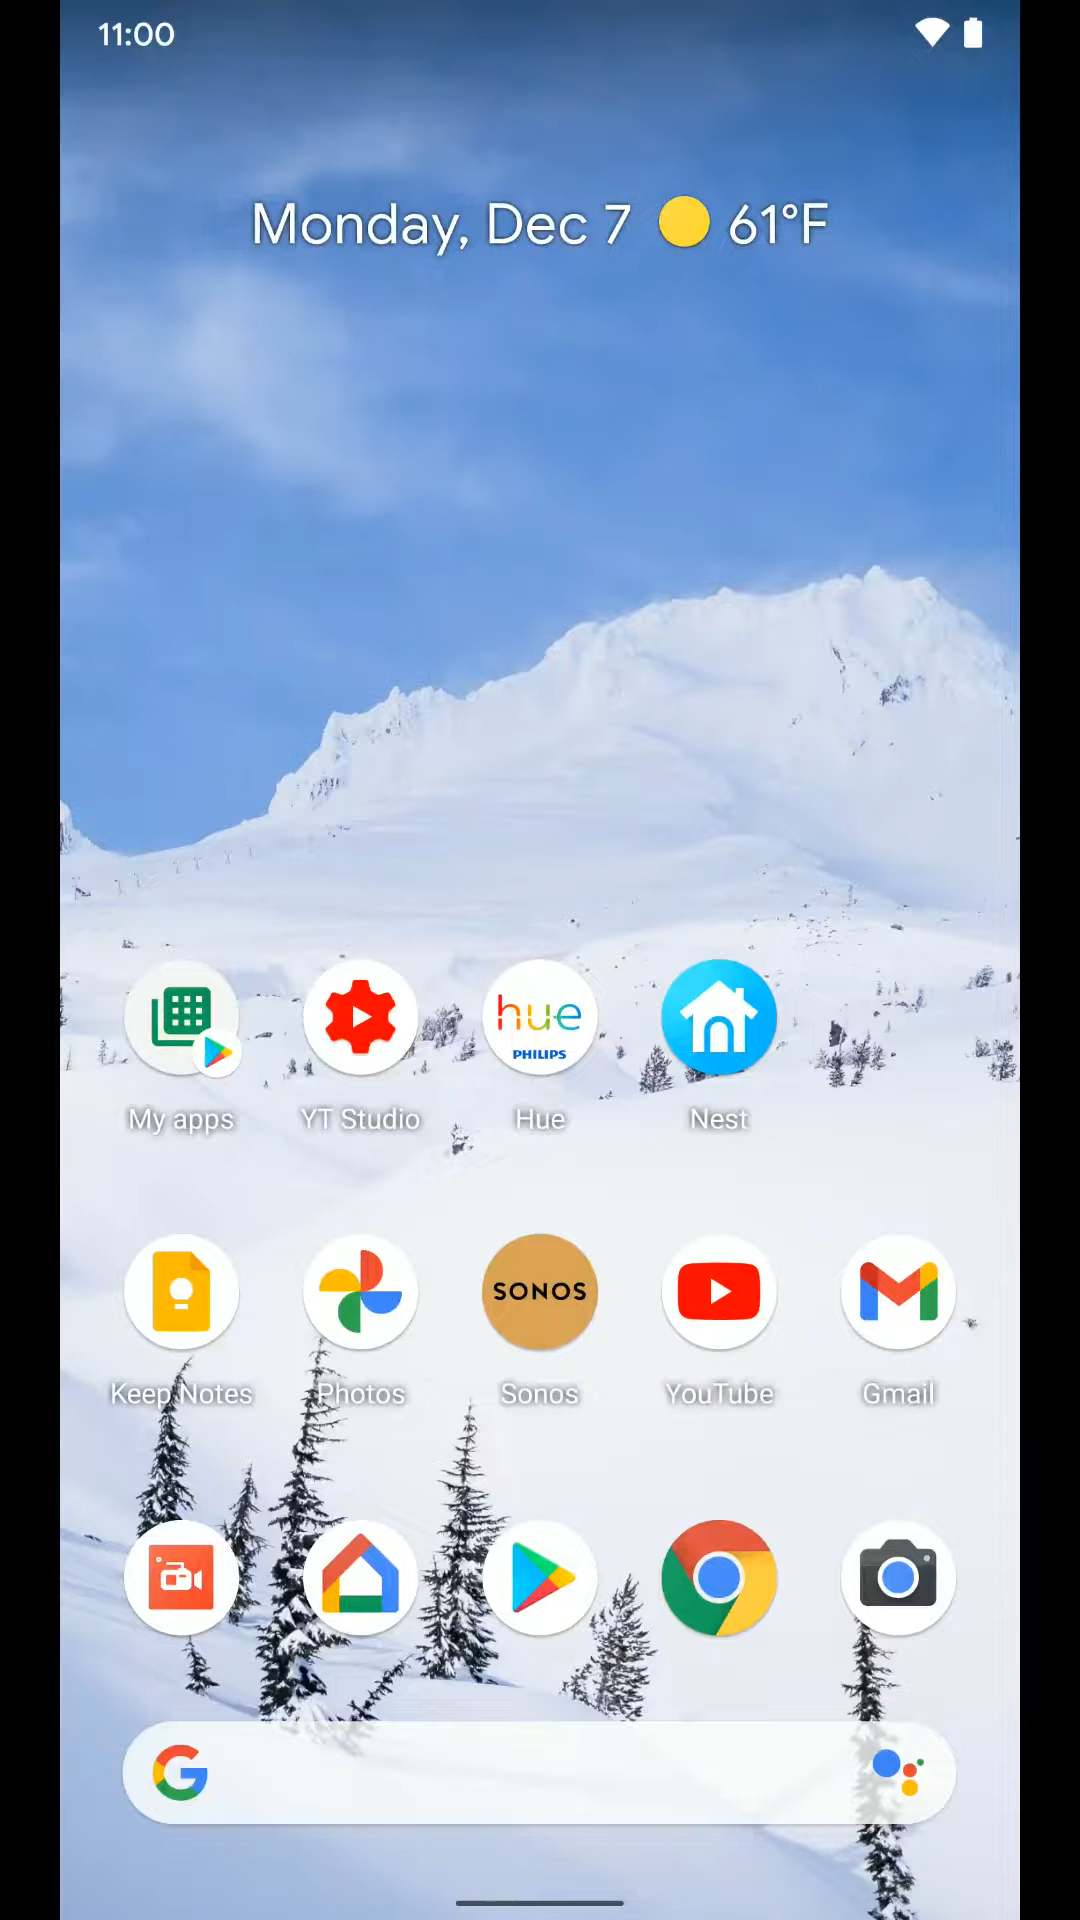 11:00
Monday, Dec 7 61°F
hue
PHILIPS
My apps YT Studio Hue Nest
SONOS
Keep Notes Photos Sonos YouTube Gmail